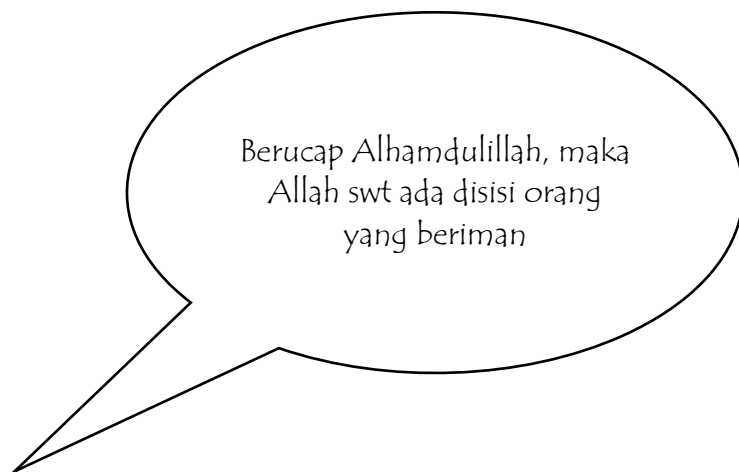 Berucap Alhamdulillah, maka
Allah swt ada disisi orang
yang beriman